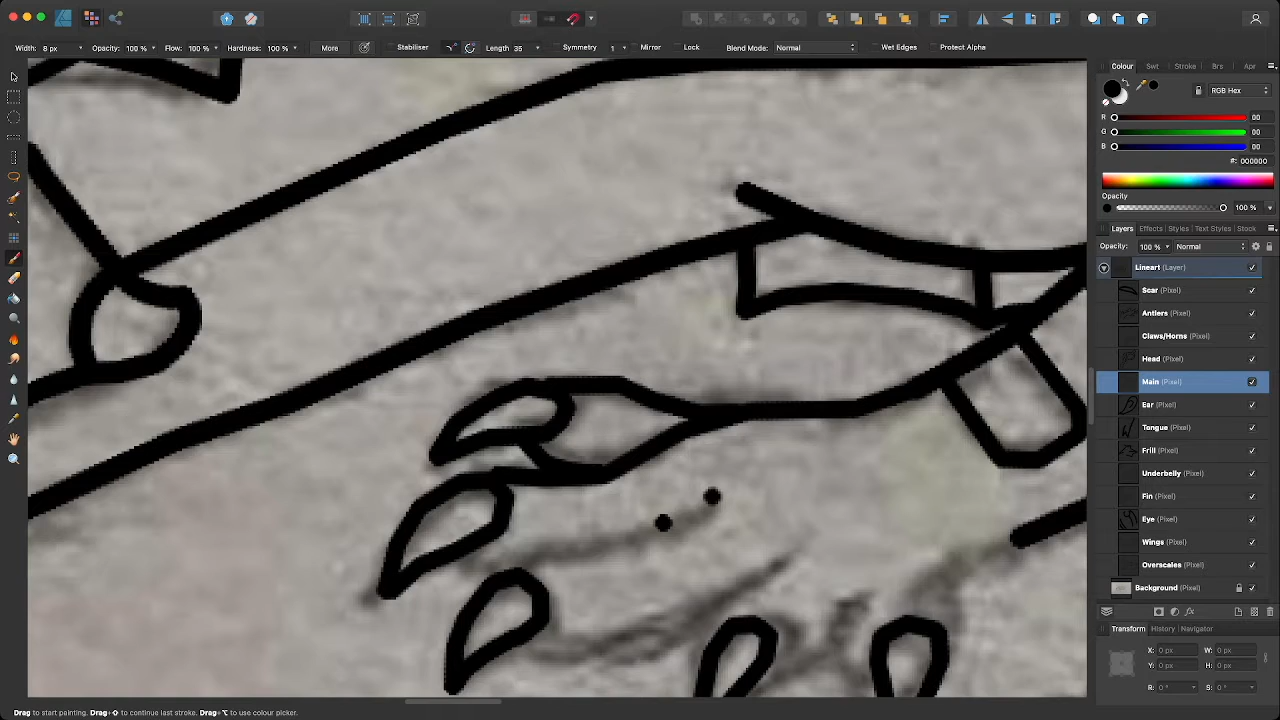 Width: 8 px Opacity: 100 % Flow: 100 % Hardness: 100 % More Stabiliser Length 35 Symmetry 1 Mirror Lock Blend Mode: Normal Wet Edges Protect Alpha
Colour Swt Stroke Brs Apr
RGB Hex
R 00
G 00
B 00
#: 000000
Opacity
100 %
Layers Effects Styles Text Styles Stock
Opacity: 100 % Normal
Lineart (Layer)
Scar (Pixel)
Antlers (Pixel)
Claws/Horns (Pixel)
Head (Pixel)
Main (Pixel)
Ear (Pixel)
Tongue (Pixel)
Frill (Pixel)
Underbelly (Pixel)
Fin (Pixel)
Eye (Pixel)
Wings (Pixel)
Overscales (Pixel)
Background (Pixel)
Transform History Navigator
X: 0 px W: 0 px
Y: 0 px H: 0 px
R: 0 ° S: 0 °
Drag to start painting. Drag+⇧ to continue last stroke. Drag+⌥ to use colour picker.